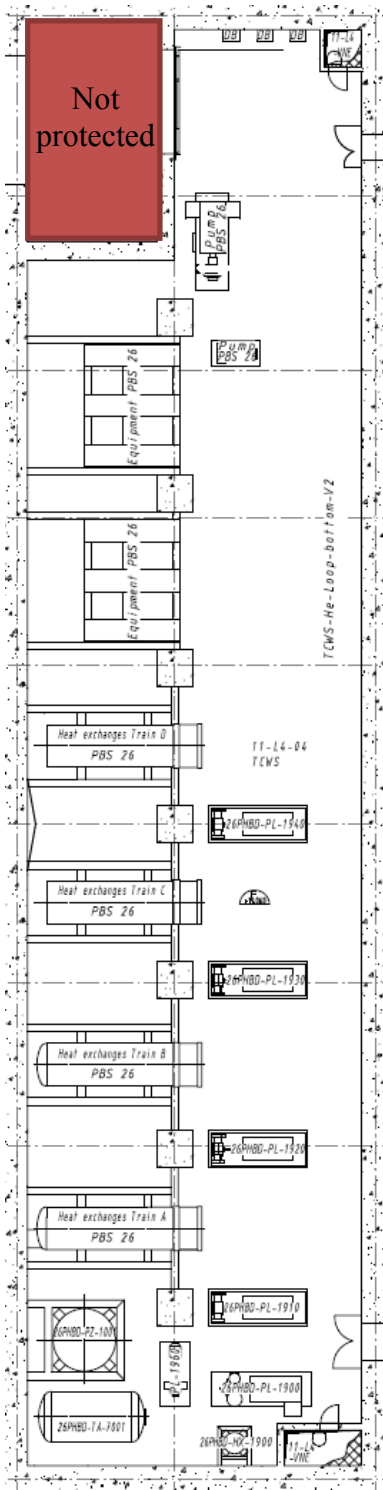 DB DB DB
11-L4
-VNE
Not
protected
Pump
PBS 26
Pump
PBS 26
Equipment PBS 26
Equipment PBS 26
TCWS-He-Loop-bottom-V2
Heat exchanges Train D
PBS 26
11-L4-04
TCWS
26PHBD-PL-1940
Heat exchanges Train C
PBS 26
26PHBD-PL-1930
Heat exchanges Train B
PBS 26
26PHBD-PL-1920
Heat exchanges Train A
PBS 26
26PHBD-PL-1910
26PHBD-PZ-1001
PL-1960
26PHBD-PL-1900
26PHBD-TA-7001
26PHBD-HX-1900
11-L4
-VNE